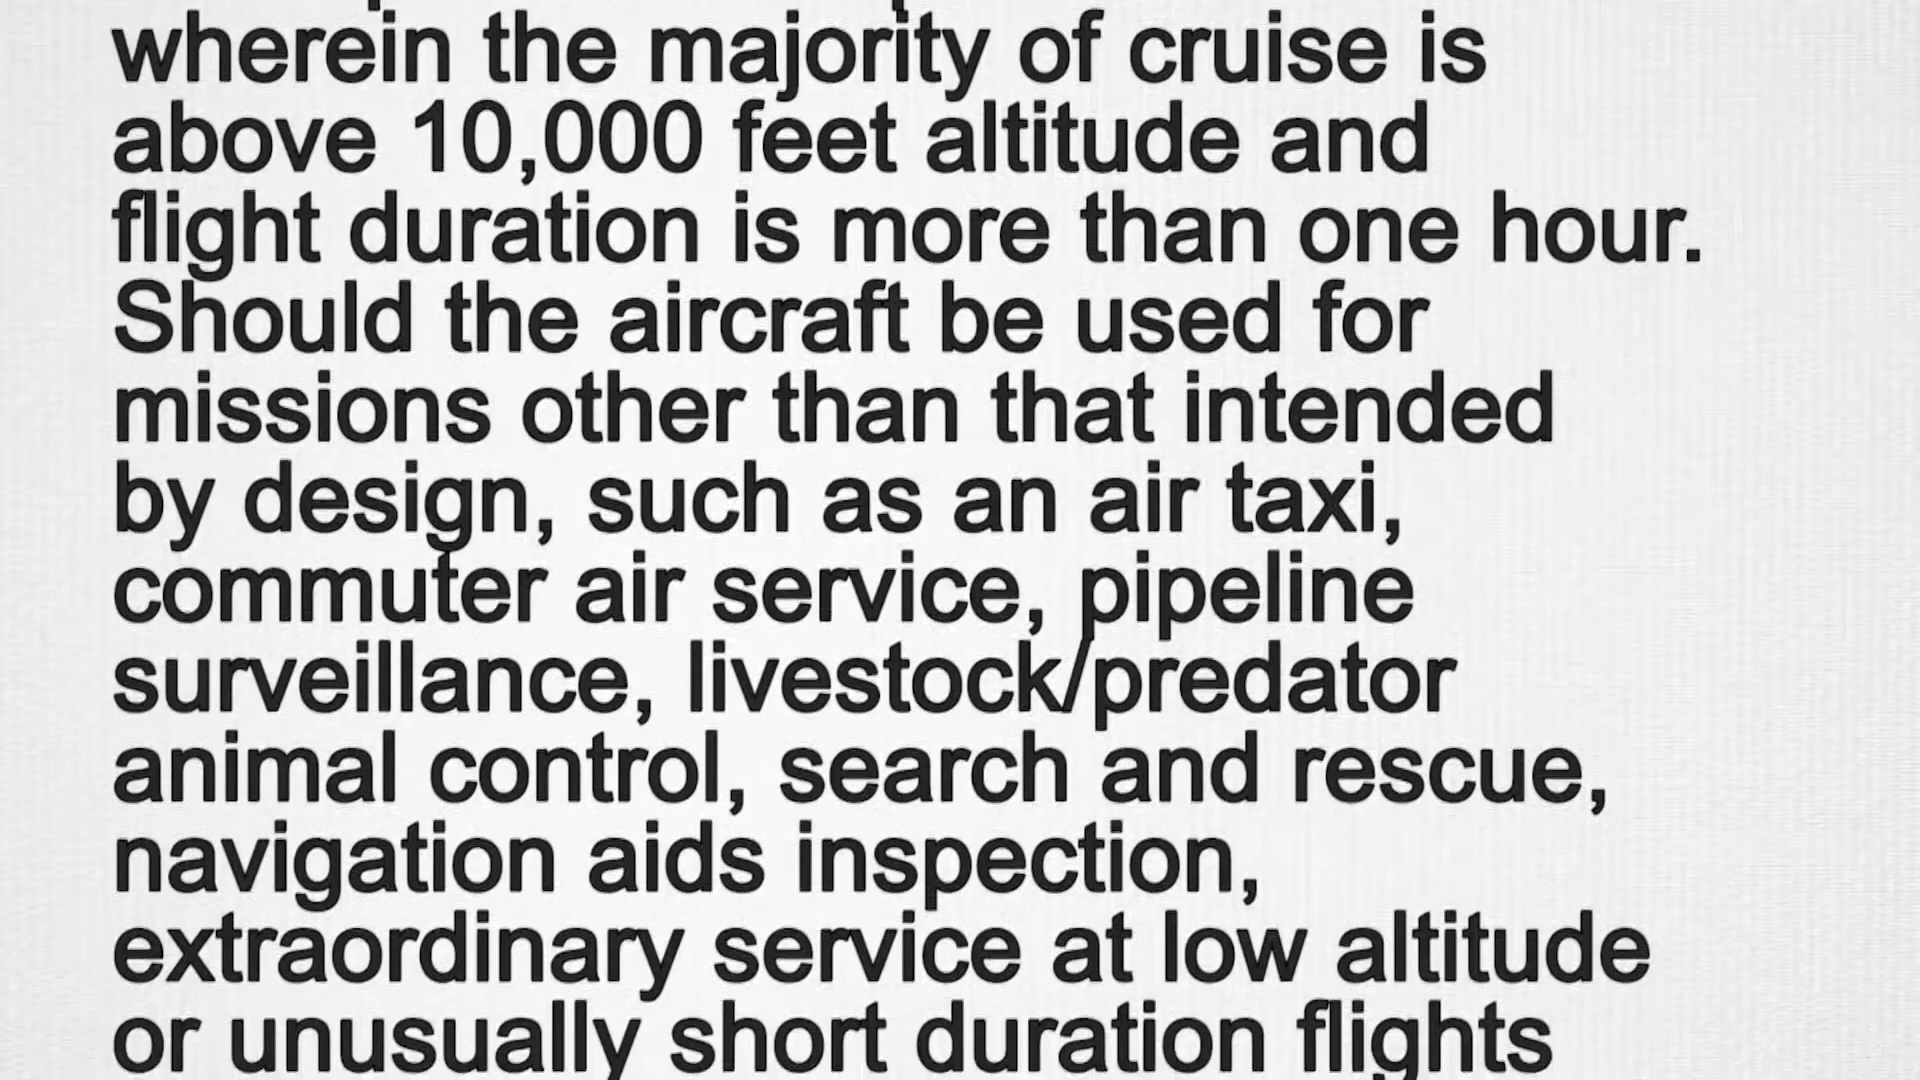 wherein the majority of cruise is
above 10,000 feet altitude and
flight duration is more than one hour.
Should the aircraft be used for
missions other than that intended
by design, such as an air taxi,
commuter air service, pipeline
surveillance, livestock/predator
animal control, search and rescue,
navigation aids inspection,
extraordinary service at low altitude
or unusually short duration flights